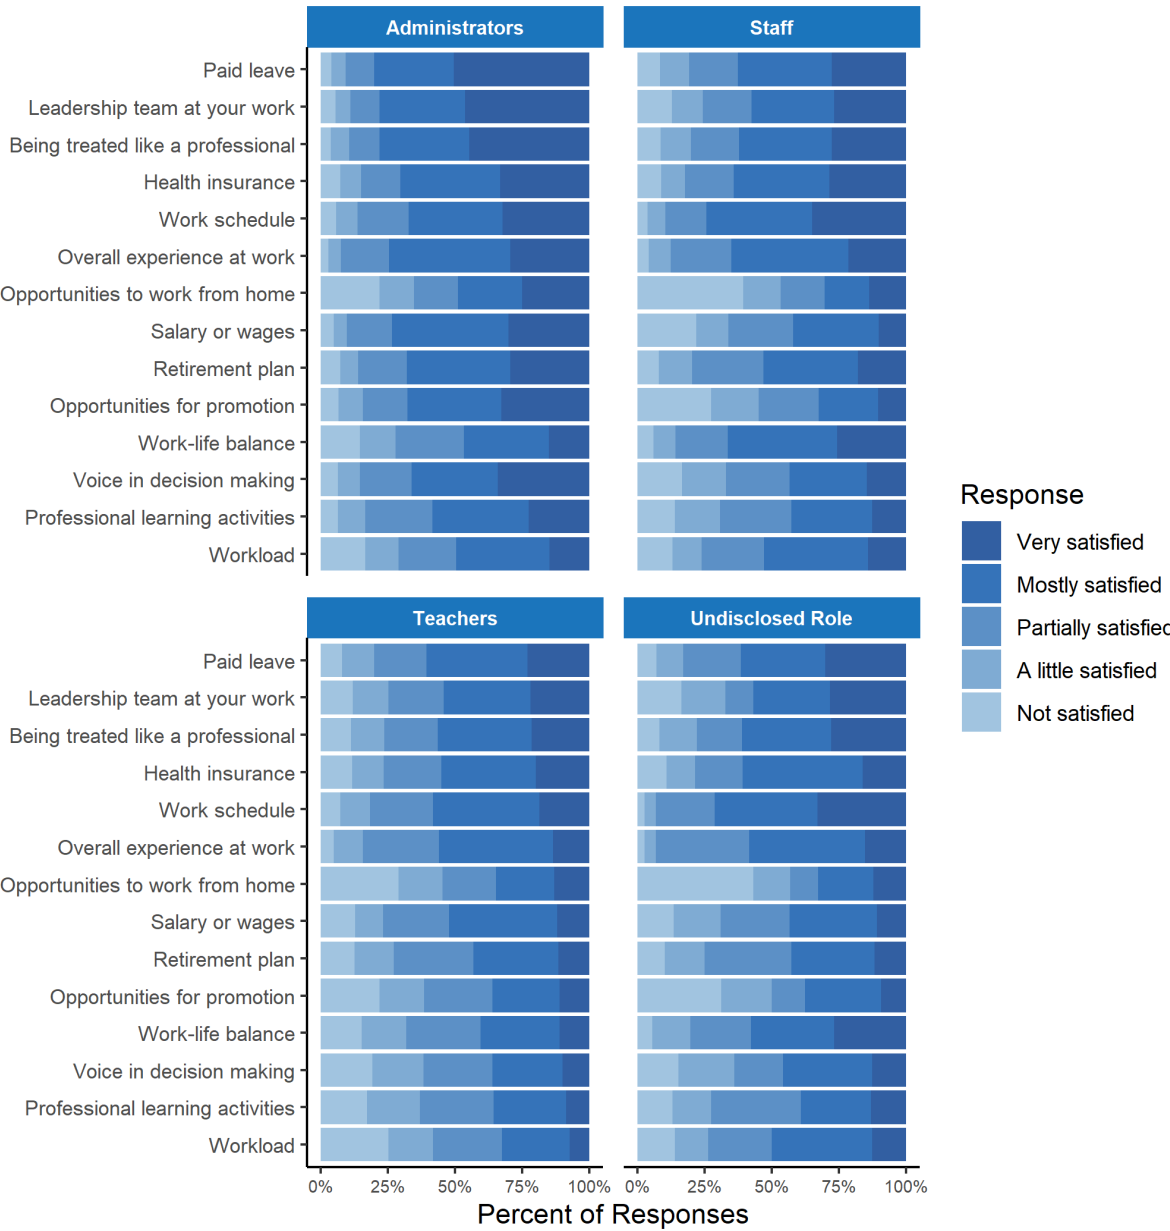 Administrators
Staff
Paid leave
Leadership team at your work
Being treated like a professional
Health insurance
Work schedule
Overall experience at work
Opportunities to work from home
Salary or wages
Retirement plan
Opportunities for promotion
Work-life balance
Voice in decision making
Professional learning activities
Workload
Teachers
Undisclosed Role
Paid leave
Leadership team at your work
Being treated like a professional
Health insurance
Work schedule
Overall experience at work
Opportunities to work from home
Salary or wages
Retirement plan
Opportunities for promotion
Work-life balance
Voice in decision making
Professional learning activities
Workload
0% 25% 50% 75% 100%
0% 25% 50% 75% 100%
Percent of Responses
Response
Very satisfied
Mostly satisfied
Partially satisfied
A little satisfied
Not satisfied